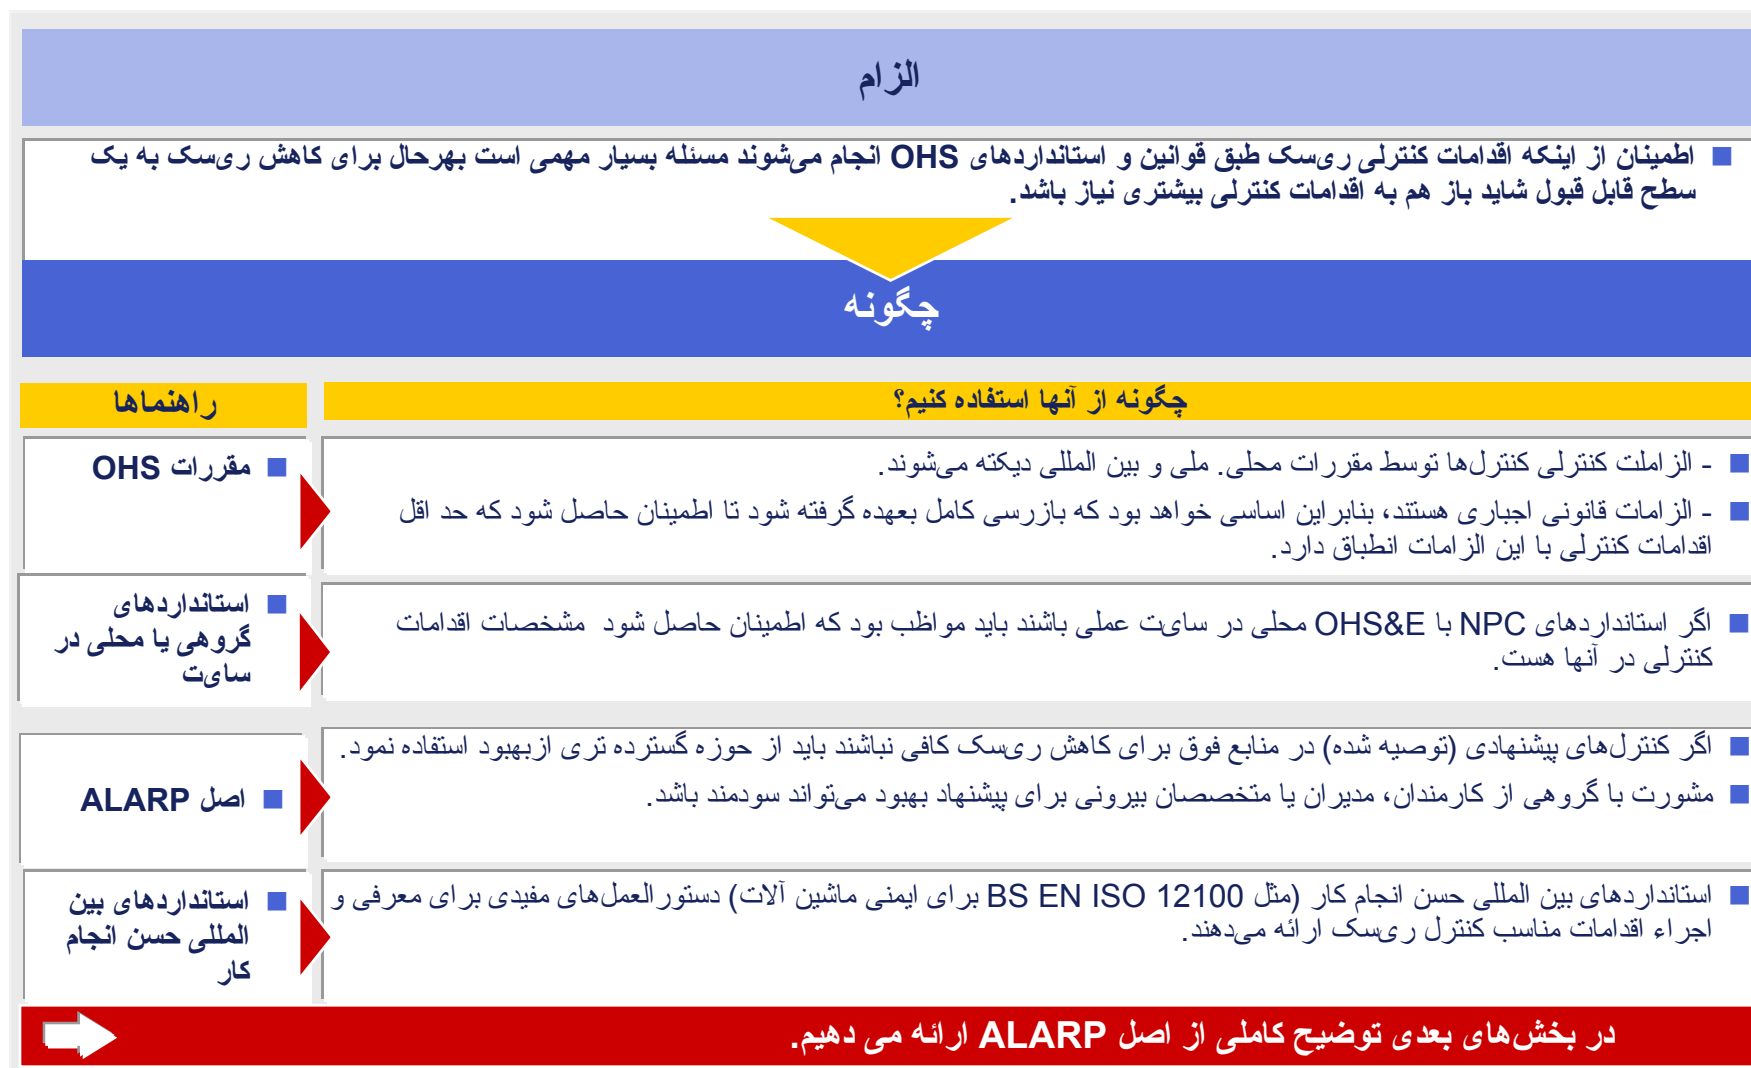 الزام
اطمینان از اینکه اقدامات کنترلی ریسک طبق قوانین و استانداردهای OHS انجام می‌شوند مسئله بسیار مهمی است بهرحال برای کاهش ریسک به یک
سطح قابل قبول شاید باز هم به اقدامات کنترلی بیشتری نیاز باشد.
چگونه
چگونه از آنها استفاده کنیم؟
راهنماها
- الزاملت کنترلی کنترل‌ها توسط مقررات محلی. ملی و بین المللی دیکته می‌شوند.
- الزامات قانونی اجباری هستند، بنابراین اساسی خواهد بود که بازرسی کامل بعهده گرفته شود تا اطمینان حاصل شود که حد اقل
اقدامات کنترلی با این الزامات انطباق دارد.
مقررات OHS
اگر استانداردهای NPC با OHS&E محلی در سایت عملی باشند باید مواظب بود که اطمینان حاصل شود مشخصات اقدامات
کنترلی در آنها هست.
استانداردهای
گروهی یا محلی در
سایت
اگر کنترل‌های پیشنهادی (توصیه شده) در منابع فوق برای کاهش ریسک کافی نباشند باید از حوزه گسترده تری ازبهبود استفاده نمود.
مشورت با گروهی از کارمندان، مدیران یا متخصصان بیرونی برای پیشنهاد بهبود می‌تواند سودمند باشد.
اصل ALARP
استانداردهای بین المللی حسن انجام کار (مثل BS EN ISO 12100 برای ایمنی ماشین آلات) دستورالعمل‌های مفیدی برای معرفی و
اجراء اقدامات مناسب کنترل ریسک ارائه می‌دهند.
استانداردهای بین
المللی حسن انجام
کار
در بخش‌های بعدی توضیح کاملی از اصل ALARP ارائه می دهیم.